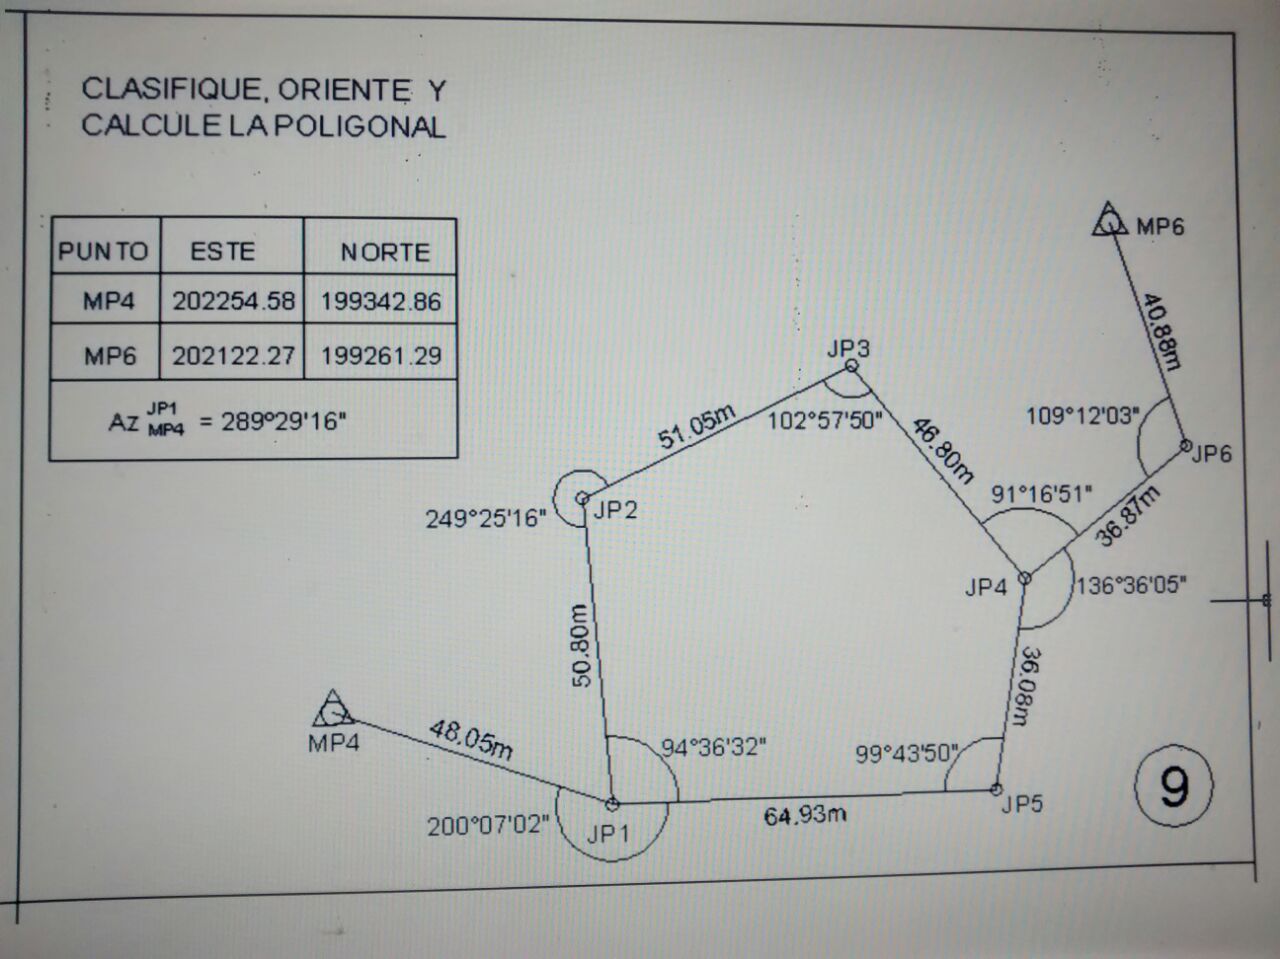 CLASIFIQUE, ORIENTE Y
CALCULE LA POLIGONAL
PUNTO ESTE NORTE
MP4 202254.58 199342.86
MP6 202122.27 199261.29
Az JP1 MP4 = 289°29'16"
MP6
40.88m
JP3
109°12'03"
51.05m
102°57'50"
46.80m
JP6
91°16'51"
36.87m
JP2
249°25'16"
JP4
136°36'05"
50.80m
36.08m
MP4
48.05m
94°36'32"
99°43'50"
9
64.93m
JP5
200°07'02"
JP1